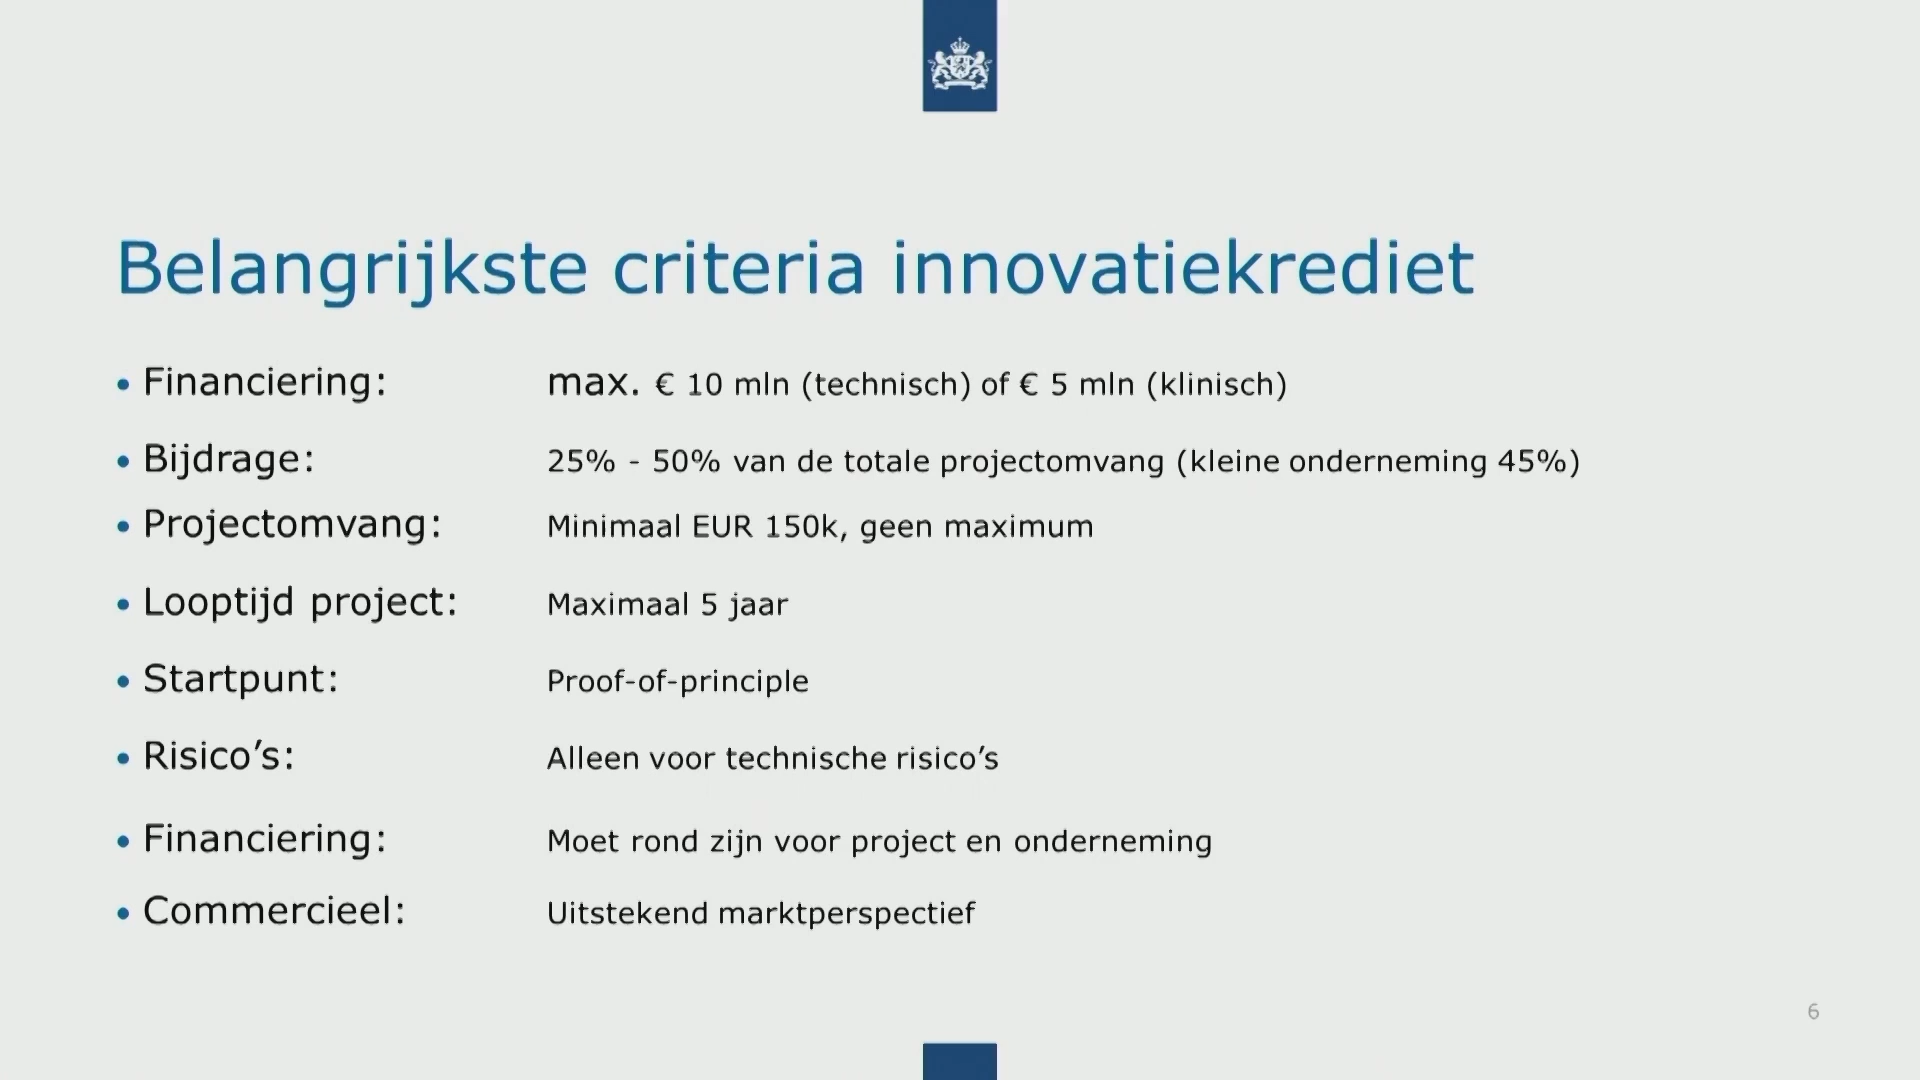 Belangrijkste criteria innovatiekrediet
• Financiering: max. € 10 mln (technisch) of € 5 mln (klinisch)
• Bijdrage: 25% - 50% van de totale projectomvang (kleine onderneming 45%)
• Projectomvang: Minimaal EUR 150k, geen maximum
• Looptijd project: Maximaal 5 jaar
• Startpunt: Proof-of-principle
• Risico’s: Alleen voor technische risico’s
• Financiering: Moet rond zijn voor project en onderneming
• Commercieel: Uitstekend marktperspectief
6